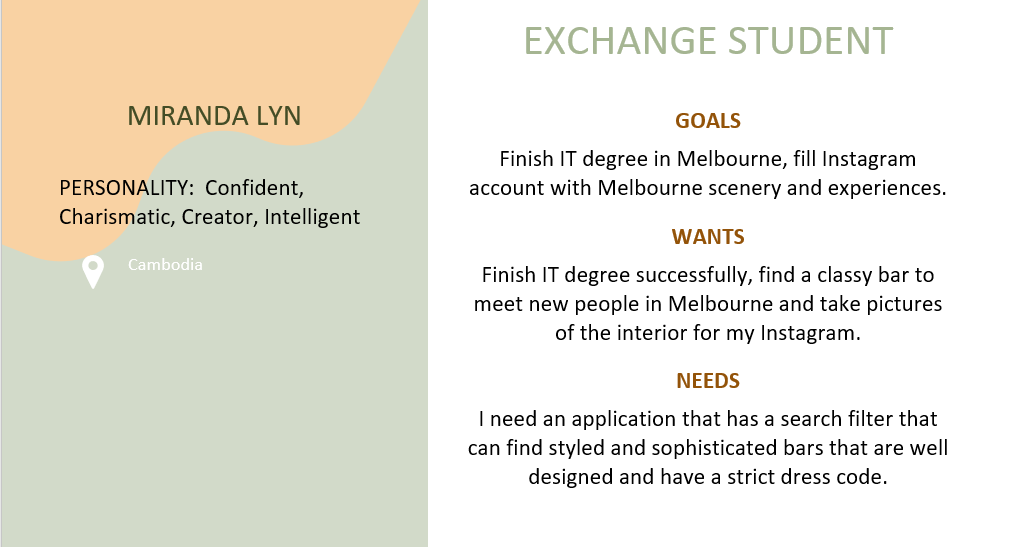 MIRANDA LYN
PERSONALITY:  Confident,
Charismatic, Creator, Intelligent
Cambodia
EXCHANGE STUDENT
GOALS
Finish IT degree in Melbourne, fill Instagram
account with Melbourne scenery and experiences.
WANTS
Finish IT degree successfully, find a classy bar to
meet new people in Melbourne and take pictures
of the interior for my Instagram.
NEEDS
I need an application that has a search filter that
can find styled and sophisticated bars that are well
designed and have a strict dress code.